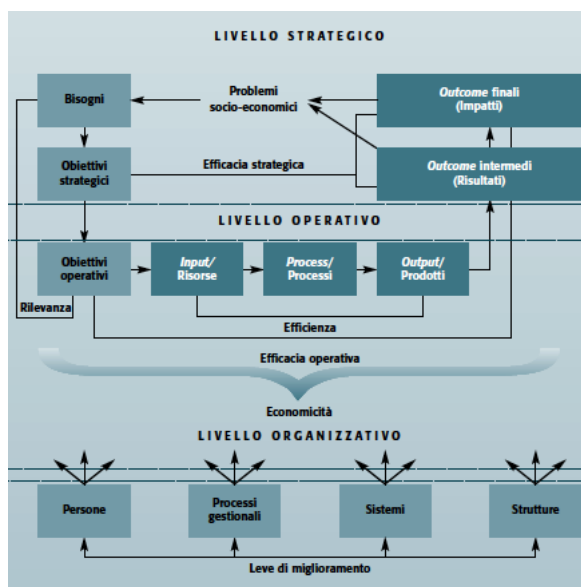 LIVELLO STRATEGICO
Bisogni
Problemi
socio-economici
Outcome finali
(Impatti)
Obiettivi
strategici
Efficacia strategica
Outcome intermedi
(Risultati)
LIVELLO OPERATIVO
Obiettivi
operativi
Input/
Risorse
Process/
Processi
Output/
Prodotti
Rilevanza
Efficienza
Efficacia operativa
Economicità
LIVELLO ORGANIZZATIVO
Persone
Processi
gestionali
Sistemi
Strutture
Leve di miglioramento